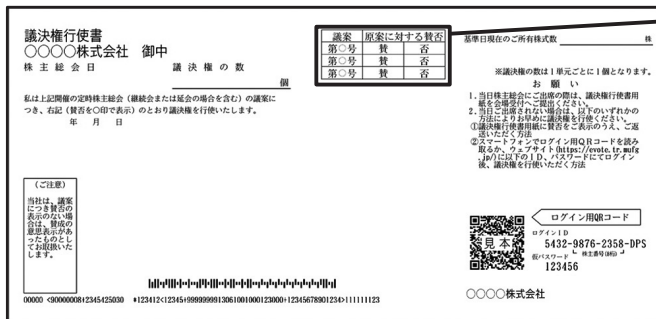 議決権行使書
○○○○株式会社 御中
株主総会日 議決権の数
個
私は上記開催の定時株主総会（継続会または延会の場合を含む）の議案に
つき、右記（賛否を○印で表示）のとおり議決権を行使いたします。
年 月 日
（ご注意）
当社は、議案
につき賛否の
表示のない場
合は、賛成の
意思表示があ
ったものとし
てお取扱いた
します。
議案 原案に対する賛否
第○号 賛 否
第○号 賛 否
第○号 賛 否
00000 <90000008+2345425030 *123412<12345+99999999130610010001230000+12345678901234>111111123
基準日現在のご所有株式数 株
※議決権の数は1単元ごとに1個となります。
お願い
1. 当日株主総会にご出席の際は、議決権行使書用
紙を会場受付へご提出ください。
2. 当日ご出席されない場合は、以下のいずれかの
方法によりお早めに議決権を行使ください。
①議決権行使書用紙に賛否をご表示のうえ、ご返
送いただく方法
②スマートフォンでログイン用QRコードを読み
取るか、ウェブサイト(https://evote.tr.mufg
.jp/)に以下のID、パスワードにてログイン
後、議決権を行使いただく方法
見本
ログイン用QRコード
ログインID
5432-9876-2358-DPS
株主番号(8桁)
仮パスワード
123456
○○○○株式会社